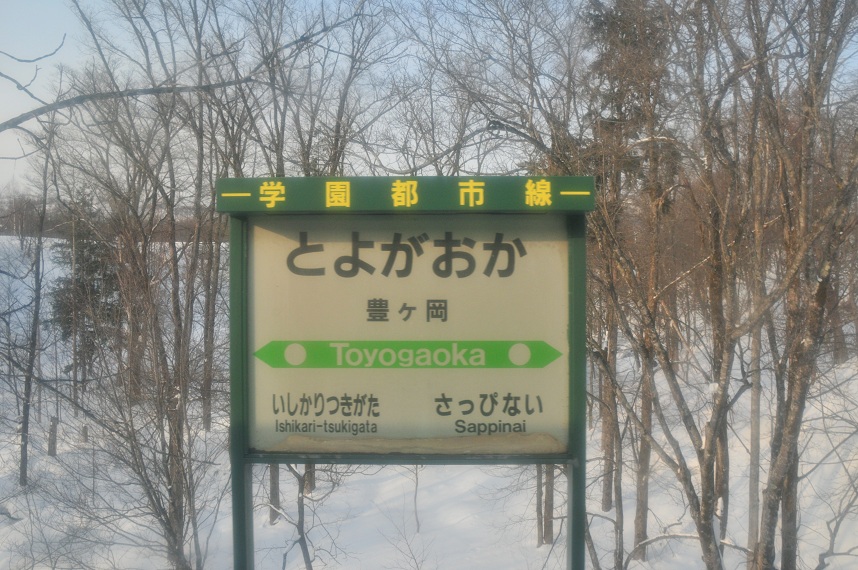 学園都市線
とよがおか
豊ヶ岡
Toyogaoka
いしかりつきがた さっぴない
Ishikari-tsukigata Sappinai